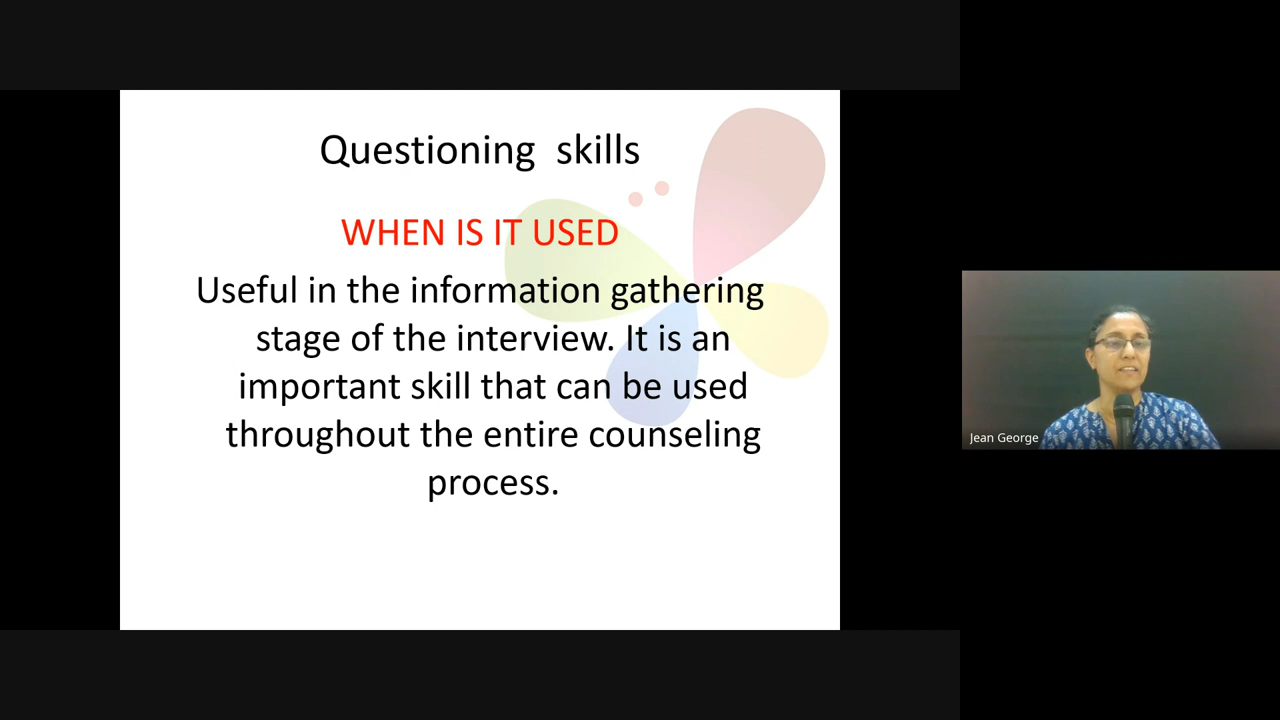 Questioning skills
WHEN IS IT USED
Useful in the information gathering
stage of the interview. It is an
important skill that can be used
throughout the entire counseling
process.
Jean George